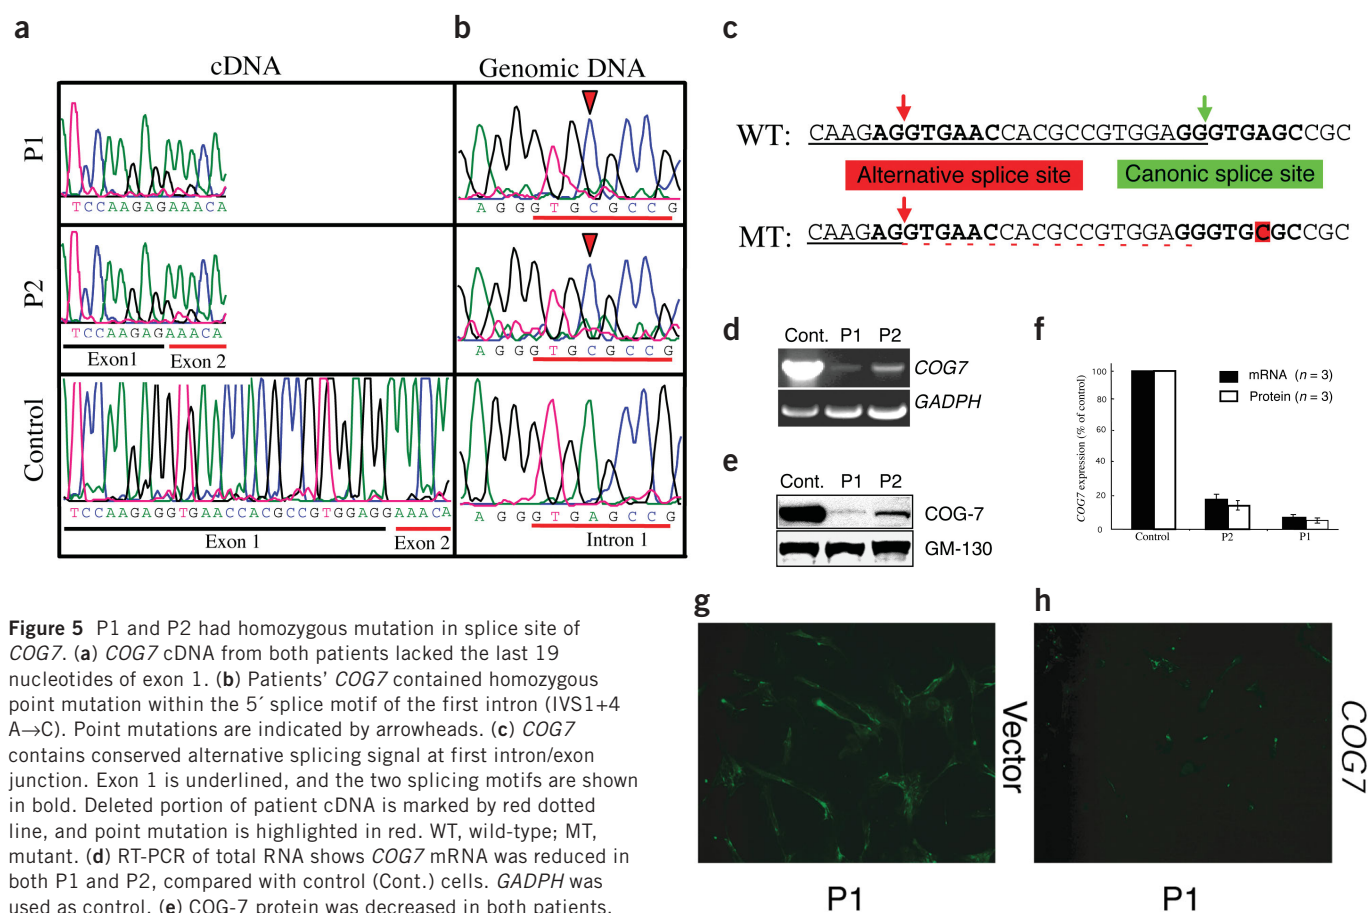 a
b
c
cDNA
Genomic DNA
P1
TCCAAGAGAAACA
AGGGTGCGCCG
P2
TCCAAGAGAAACA
Exon1
Exon 2
AGGGTGCGCCG
Control
TCCAAGAGGTGAACCACGCCGTGGAGGAAACA
Exon 1
Exon 2
AGGGTGAGCCG
Intron 1
WT: CAAGAGGTGAACCACGCCGTGGAGGGTGAGCCGC
Alternative splice site
Canonic splice site
MT: CAAGAGGTGAACCACGCCGTGGAGGGTGCGCCGC
d
Cont. P1 P2
COG7
GADPH
e
Cont. P1 P2
COG-7
GM-130
f
COG7 expression (% of control)
100
80
60
40
20
0
mRNA (n = 3)
Protein (n = 3)
Control
P2
P1
g
Vector
P1
h
COG7
P1
Figure 5 P1 and P2 had homozygous mutation in splice site of
COG7. (a) COG7 cDNA from both patients lacked the last 19
nucleotides of exon 1. (b) Patients' COG7 contained homozygous
point mutation within the 5´ splice motif of the first intron (IVS1+4
A→C). Point mutations are indicated by arrowheads. (c) COG7
contains conserved alternative splicing signal at first intron/exon
junction. Exon 1 is underlined, and the two splicing motifs are shown
in bold. Deleted portion of patient cDNA is marked by red dotted
line, and point mutation is highlighted in red. WT, wild-type; MT,
mutant. (d) RT-PCR of total RNA shows COG7 mRNA was reduced in
both P1 and P2, compared with control (Cont.) cells. GADPH was
used as control. (e) COG-7 protein was decreased in both patients.